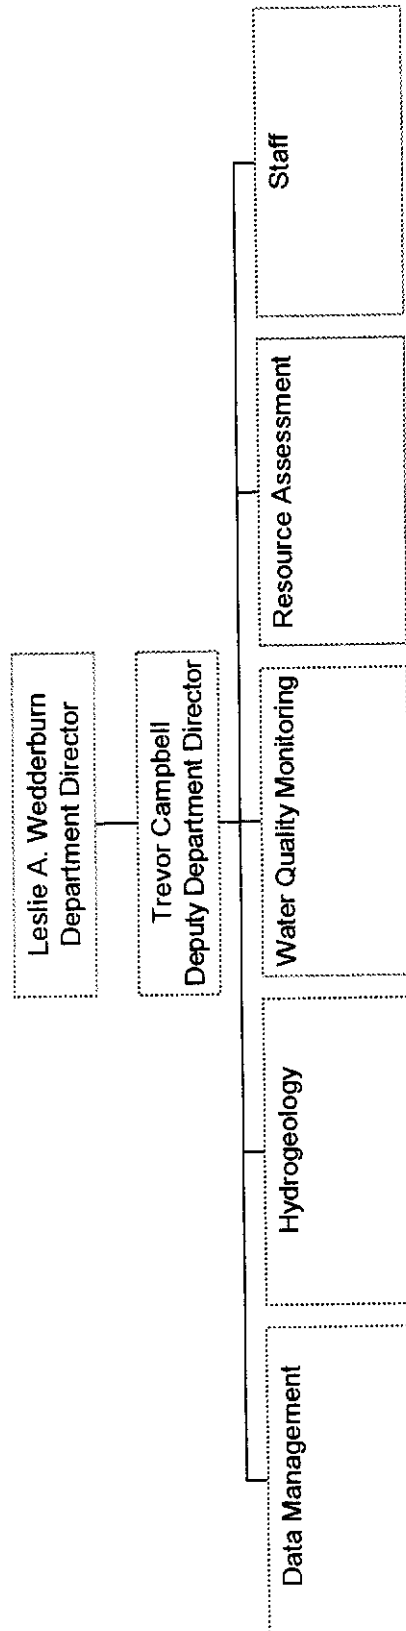 Leslie A. Wedderburn
Department Director
Trevor Campbell
Deputy Department Director
Data Management
Hydrogeology
Water Quality Monitoring
Resource Assessment
Staff